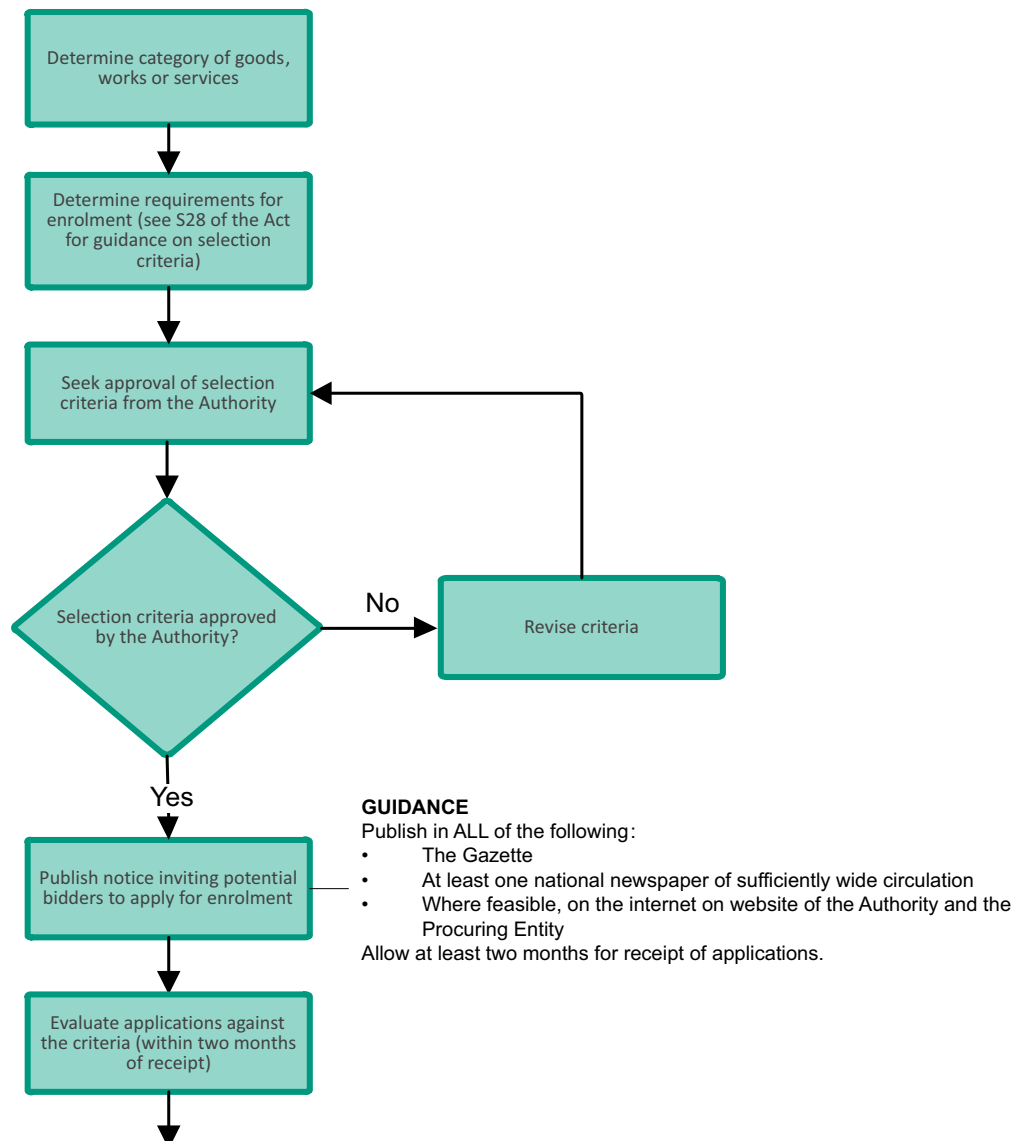 Determine category of goods,
works or services
Determine requirements for
enrolment (see S28 of the Act
for guidance on selection
criteria)
Seek approval of selection
criteria from the Authority
Selection criteria approved
by the Authority?
No
Revise criteria
Yes
Publish notice inviting potential
bidders to apply for enrolment
GUIDANCE
Publish in ALL of the following:
• The Gazette
• At least one national newspaper of sufficiently wide circulation
• Where feasible, on the internet on website of the Authority and the
Procuring Entity
Allow at least two months for receipt of applications.
Evaluate applications against
the criteria (within two months
of receipt)